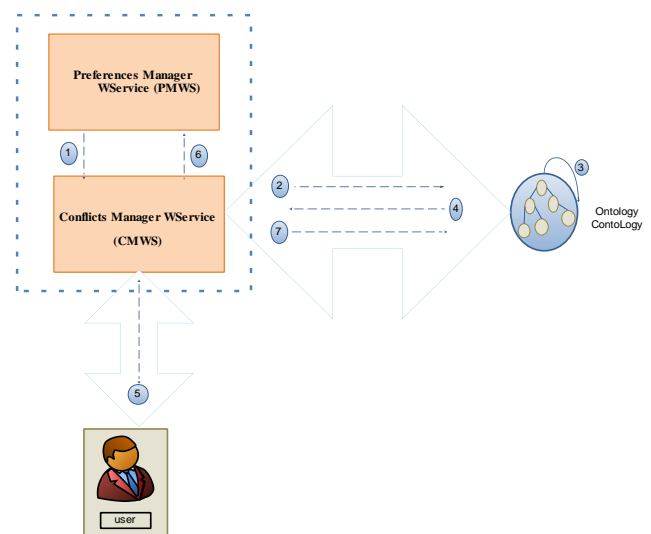 Preferences Manager
WService (PMWS)
1
6
2
3
Conflicts Manager WService
(CMWS)
4
Ontology
ContoLogy
7
5
user